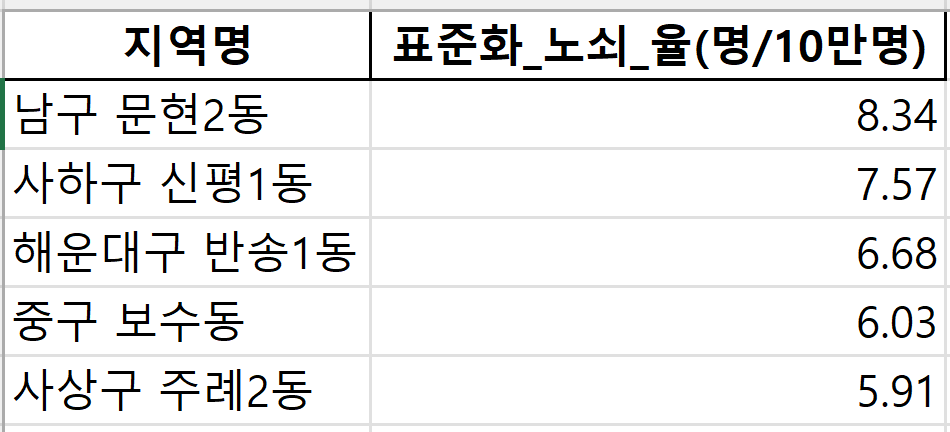 지역명 표준화_노쇠_율(명/10만명)
남구 문현2동 8.34
사하구 신평1동 7.57
해운대구 반송1동 6.68
중구 보수동 6.03
사상구 주례2동 5.91